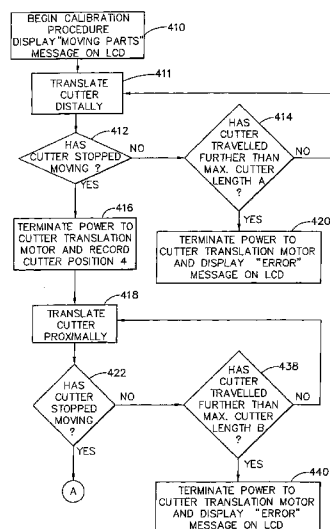 BEGIN CALIBRATION
PROCEDURE
DISPLAY "MOVING PARTS"
MESSAGE ON LCD
410
411
TRANSLATE
CUTTER
DISTALLY
412
HAS
CUTTER STOPPED
MOVING ?
NO
YES
414
HAS
CUTTER
TRAVELLED
FURTHER THAN
MAX. CUTTER
LENGTH A
?
NO
YES
416
TERMINATE POWER TO
CUTTER TRANSLATION
MOTOR AND RECORD
CUTTER POSITION 4
420
TERMINATE POWER TO
CUTTER TRANSLATION MOTOR
AND DISPLAY "ERROR"
MESSAGE ON LCD
418
TRANSLATE
CUTTER
PROXIMALLY
422
HAS
CUTTER
STOPPED
MOVING
?
NO
YES
438
HAS
CUTTER
TRAVELLED
FURTHER THAN
MAX. CUTTER
LENGTH B
?
NO
YES
A
440
TERMINATE POWER TO
CUTTER TRANSLATION MOTOR
AND DISPLAY "ERROR"
MESSAGE ON LCD